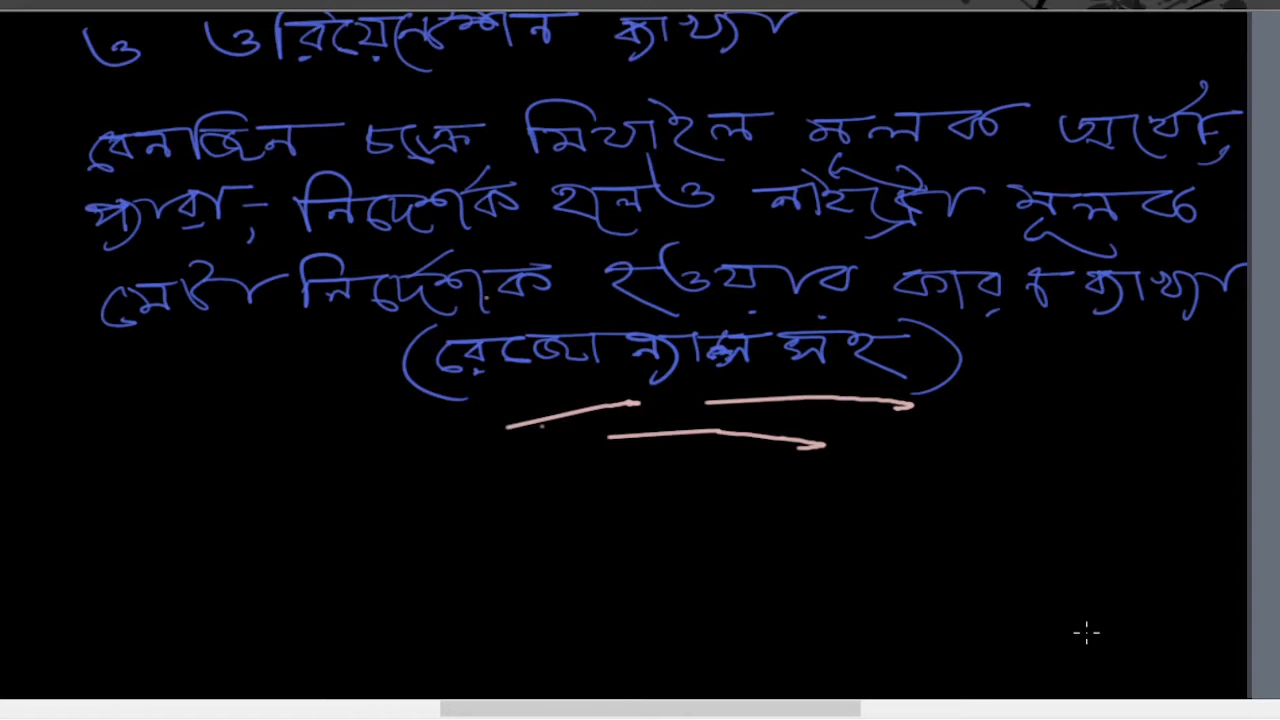 ও ওরিয়েন্টেশন ব্যাখ্যা
বেনজিন চক্রে মিথাইল মূলক অর্থো,
প্যারা, নির্দেশক হলেও নাইট্রো মূলক
মেটা নির্দেশক হওয়ার কারণ ব্যাখ্যা
(রেজোন্যান্স সহ)